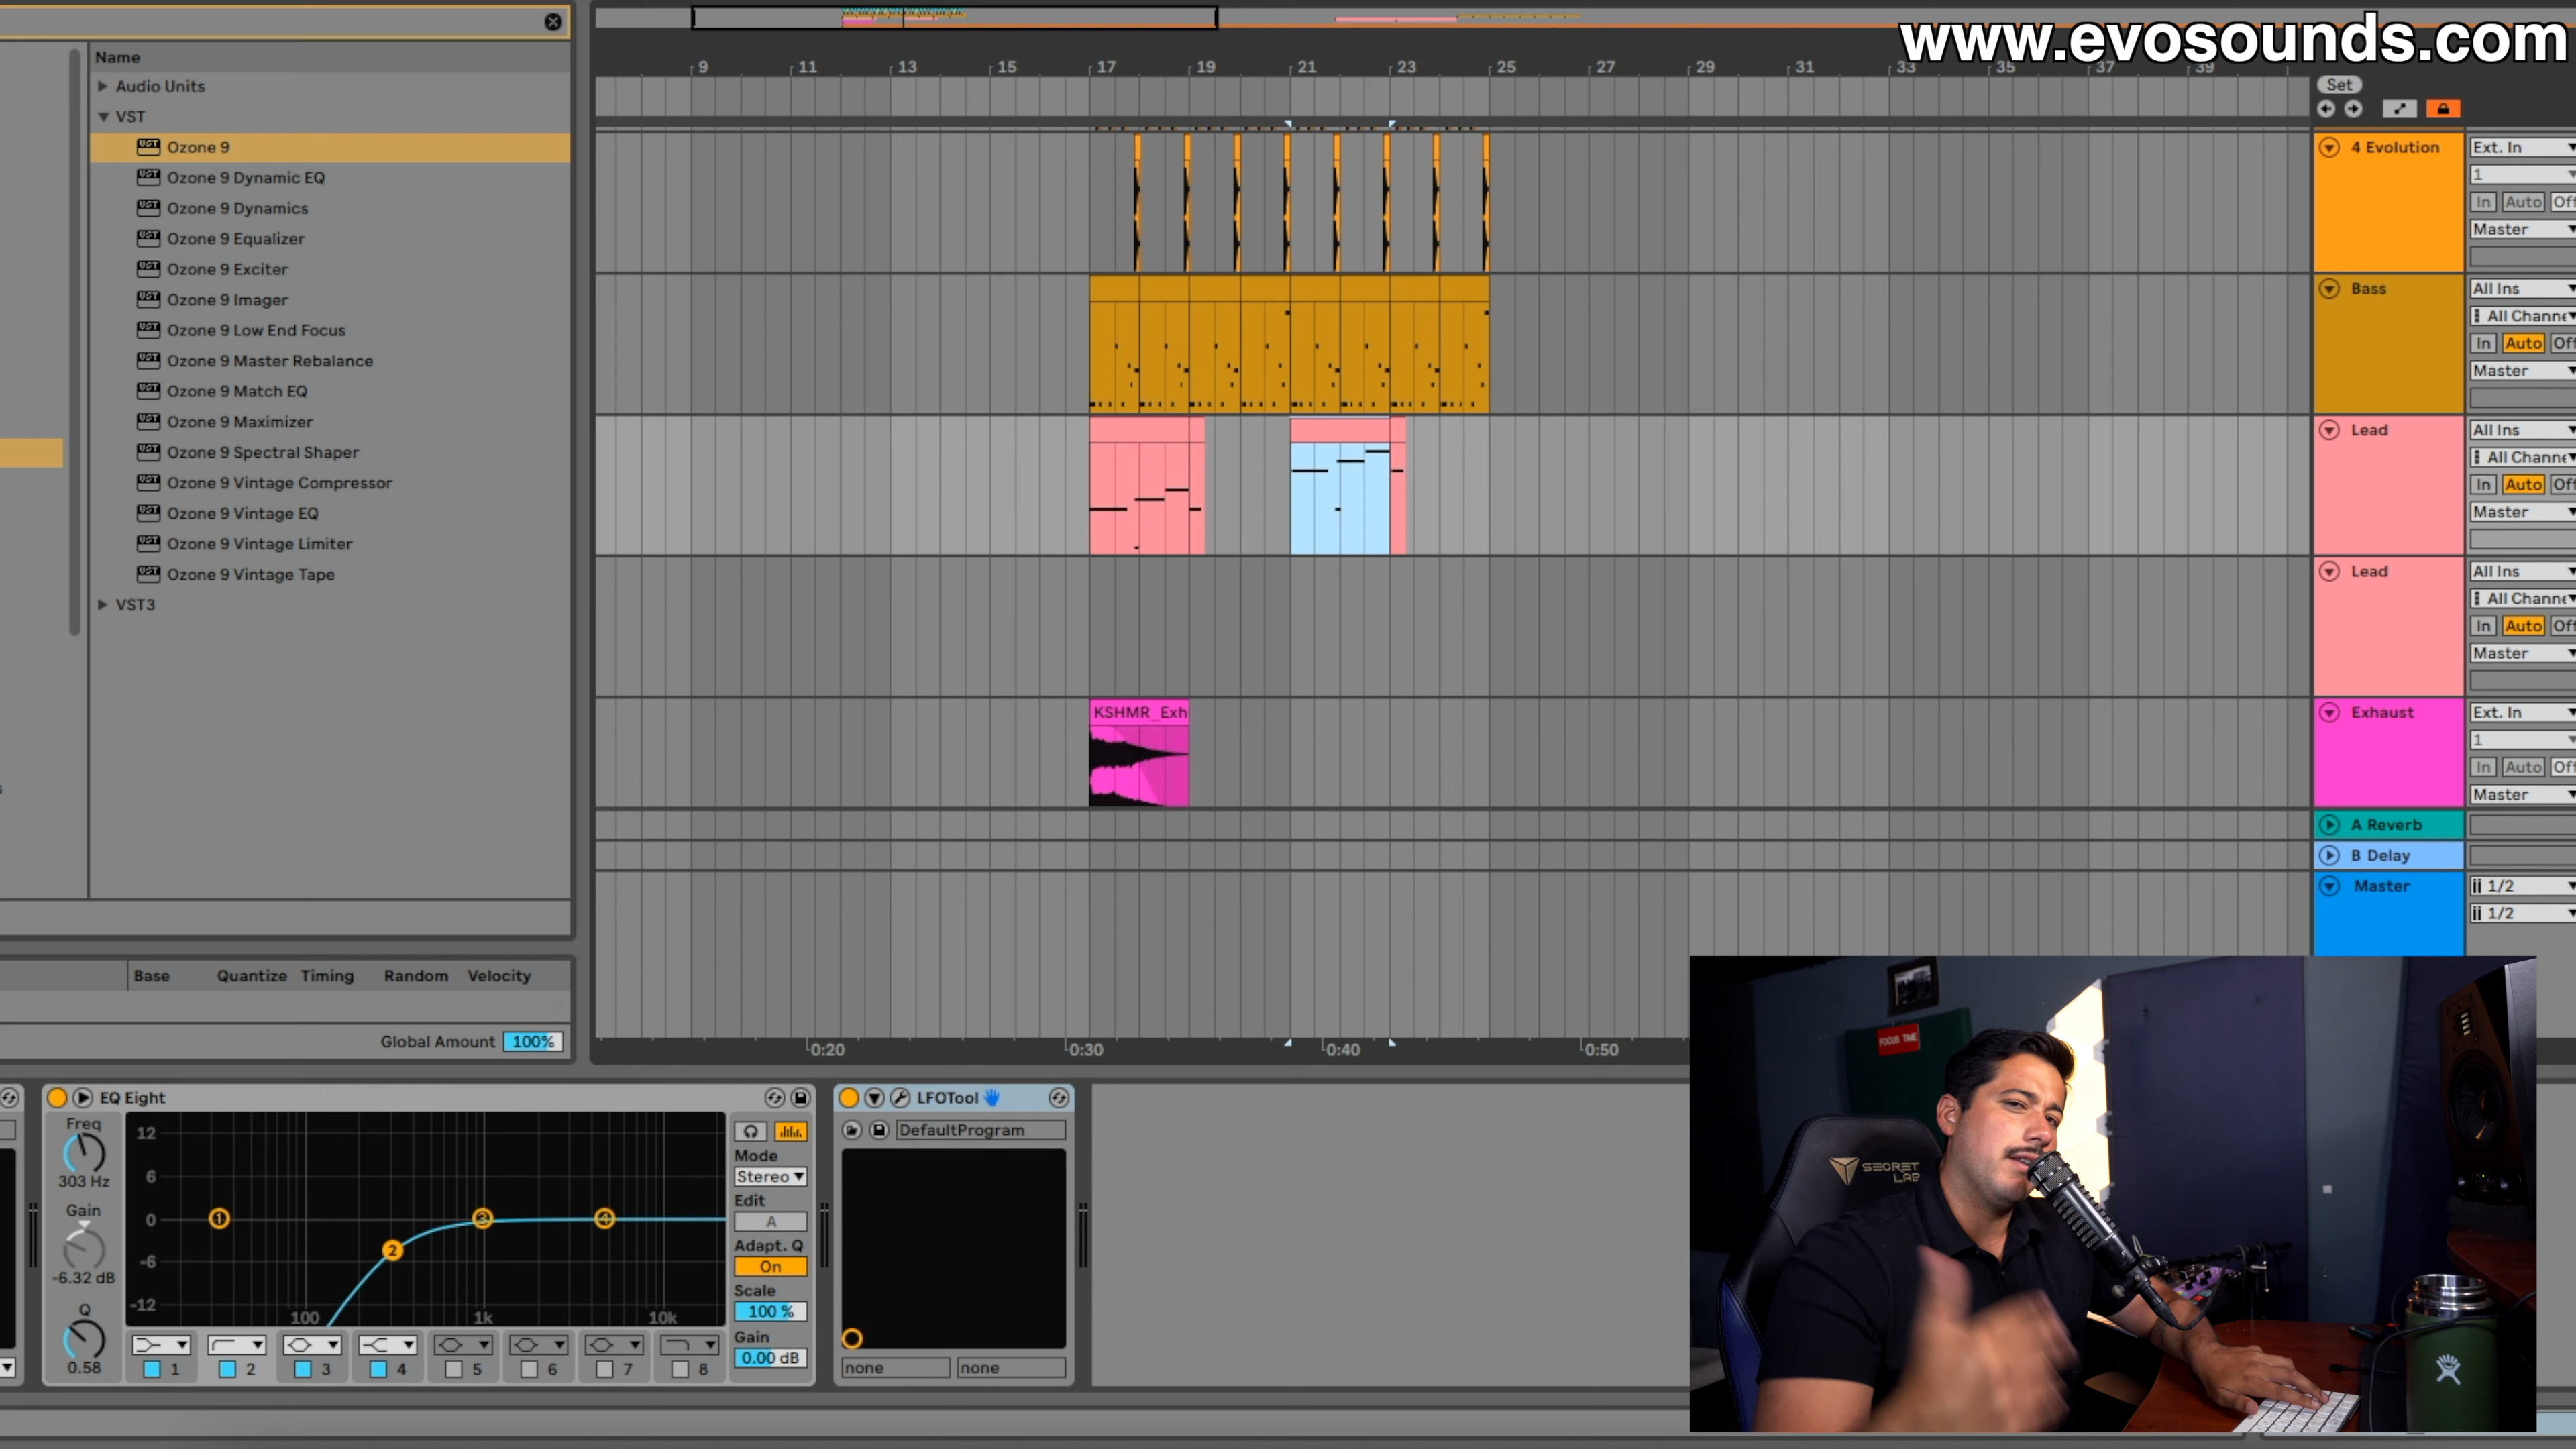 www.evosounds.com
Name
Audio Units
VST
Ozone 9
Ozone 9 Dynamic EQ
Ozone 9 Dynamics
Ozone 9 Equalizer
Ozone 9 Exciter
Ozone 9 Imager
Ozone 9 Low End Focus
Ozone 9 Master Rebalance
Ozone 9 Match EQ
Ozone 9 Maximizer
Ozone 9 Spectral Shaper
Ozone 9 Vintage Compressor
Ozone 9 Vintage EQ
Ozone 9 Vintage Limiter
Ozone 9 Vintage Tape
VST3
9 11 13 15 17 19 21 23 25 27 29 31 33 35 37 39
Set
4 Evolution Ext. In
1
In Auto Off
Master
Bass All Ins
All Channe
In Auto Off
Master
Lead All Ins
All Channe
In Auto Off
Master
Lead All Ins
All Channe
In Auto Off
Master
KSHMR_Exh
Exhaust Ext. In
1
In Auto Off
Master
A Reverb
B Delay
Master 1/2
1/2
0:20 0:30 0:40 0:50
Base Quantize Timing Random Velocity
Global Amount 100%
EQ Eight
Freq
303 Hz
Gain
-6.32 dB
Q
0.58
12
6
0
-6
-12
100 1k 10k
1 2 3 4
1 2 3 4 5 6 7 8
Mode
Stereo
Edit
A
Adapt. Q
On
Scale
100 %
Gain
0.00 dB
LFOTool
DefaultProgram
none none
FOCUS TIME
SECRET
LAB